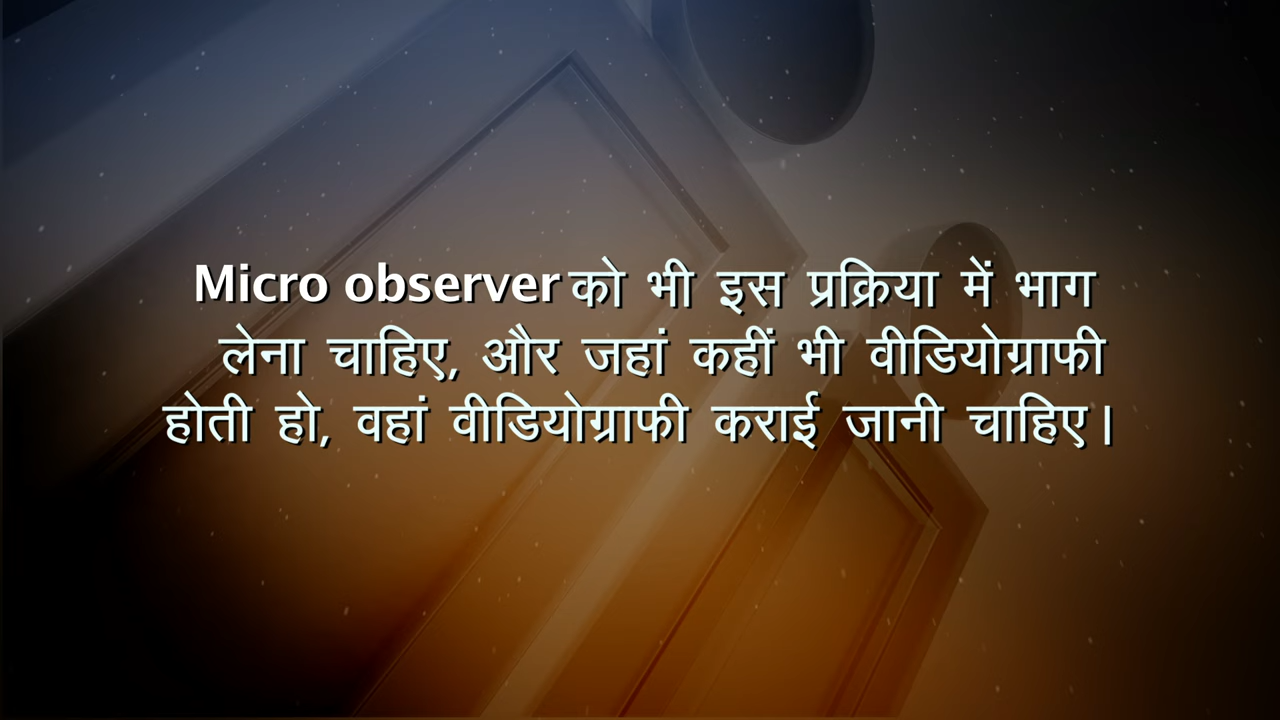 Micro observer को भी इस प्रक्रिया में भाग
लेना चाहिए, और जहां कहीं भी वीडियोग्राफी
होती हो, वहां वीडियोग्राफी कराई जानी चाहिए।